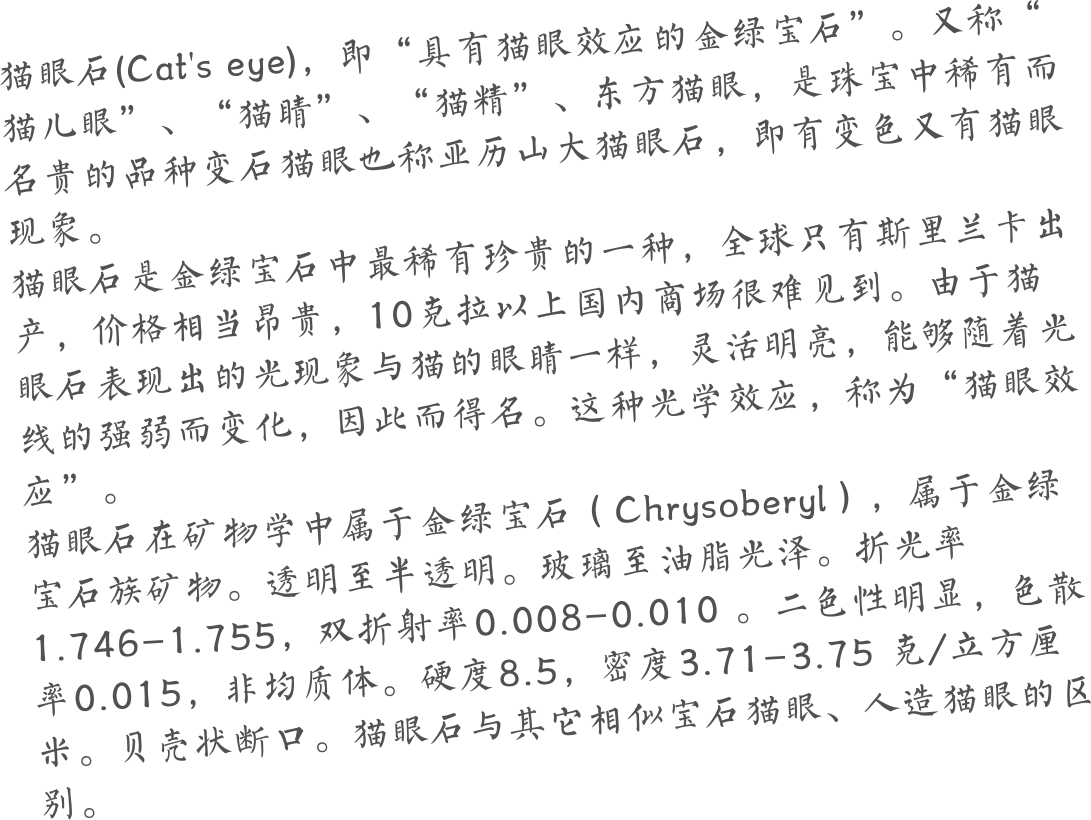 猫眼石(Cat's eye)，即“具有猫眼效应的金绿宝石”。又称“
猫儿眼”、“猫睛”、“猫精”、东方猫眼，是珠宝中稀有而
名贵的品种变石猫眼也称亚历山大猫眼石，即有变色又有猫眼
现象。
猫眼石是金绿宝石中最稀有珍贵的一种，全球只有斯里兰卡出
产，价格相当昂贵，10克拉以上国内商场很难见到。由于猫
眼石表现出的光现象与猫的眼睛一样，灵活明亮，能够随着光
线的强弱而变化，因此而得名。这种光学效应，称为“猫眼效
应”。
猫眼石在矿物学中属于金绿宝石（Chrysoberyl），属于金绿
宝石族矿物。透明至半透明。玻璃至油脂光泽。折光率
1.746-1.755，双折射率0.008-0.010 。二色性明显，色散
率0.015，非均质体。硬度8.5，密度3.71-3.75 克/立方厘
米。贝壳状断口。猫眼石与其它相似宝石猫眼、人造猫眼的区
别。